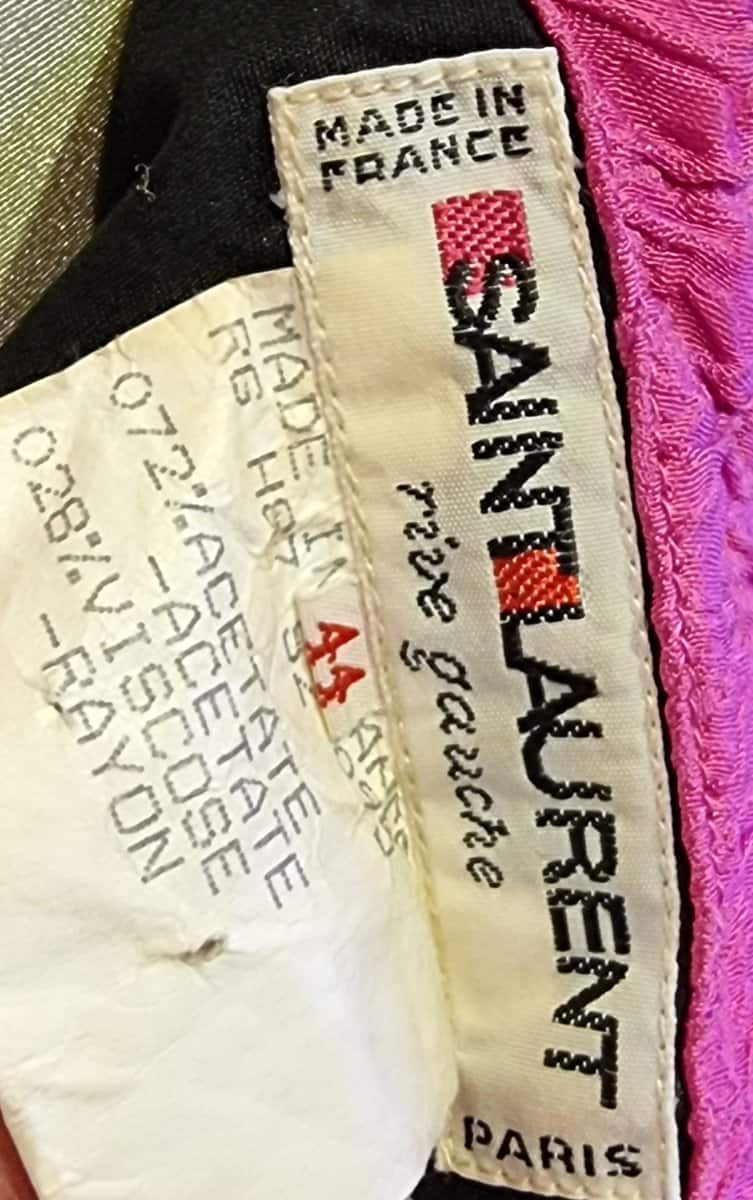 MADE IN
FRANCE
SAINT LAURENT
rive gauche
PARIS
44
MADE IN
072%ACETATE
-ACETATE
028%VISCOSE
-RAYON